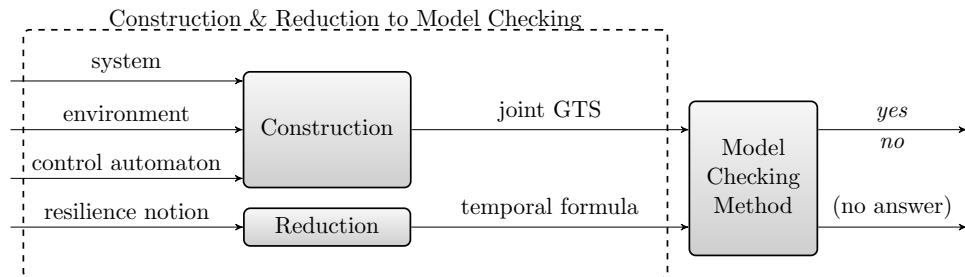 Construction & Reduction to Model Checking
system
environment
control automaton
resilience notion
Construction
Reduction
joint GTS
temporal formula
Model
Checking
Method
yes
no
(no answer)